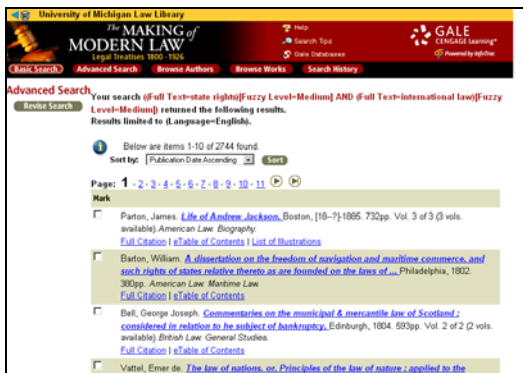 University of Michigan Law Library
The MAKING of
MODERN LAW
Legal Treatises 1800 - 1926
Help
Search Tips
Gale Databases
GALE
CENGAGE Learning™
Powered by InfoTrac
Basic Search Advanced Search Browse Authors Browse Works Search History
Advanced Search
Revise Search
Your search ((Full Text=state rights)[Fuzzy Level=Medium] AND (Full Text=international law)[Fuzzy
Level=Medium]) returned the following results.
Results limited to (Language=English).
Below are items 1-10 of 2744 found.
Sort by: Publication Date Ascending Sort
Page: 1 - 2 - 3 - 4 - 5 - 6 - 7 - 8 - 9 - 10 - 11
Mark
Parton, James. Life of Andrew Jackson. Boston, [18--?]-1885. 732pp. Vol. 3 of 3 (3 vols.
available). American Law: Biography.
Full Citation | eTable of Contents | List of Illustrations
Barton, William. A dissertation on the freedom of navigation and maritime commerce, and
such rights of states relative thereto as are founded on the laws of ... Philadelphia, 1802.
380pp. American Law: Maritime Law.
Full Citation | eTable of Contents
Bell, George Joseph. Commentaries on the municipal & mercantile law of Scotland :
considered in relation to he subject of bankruptcy. Edinburgh, 1804. 593pp. Vol. 2 of 2 (2 vols.
available). British Law: General Studies.
Full Citation | eTable of Contents
Vattel, Emer de. The law of nations, or, Principles of the law of nature : applied to the